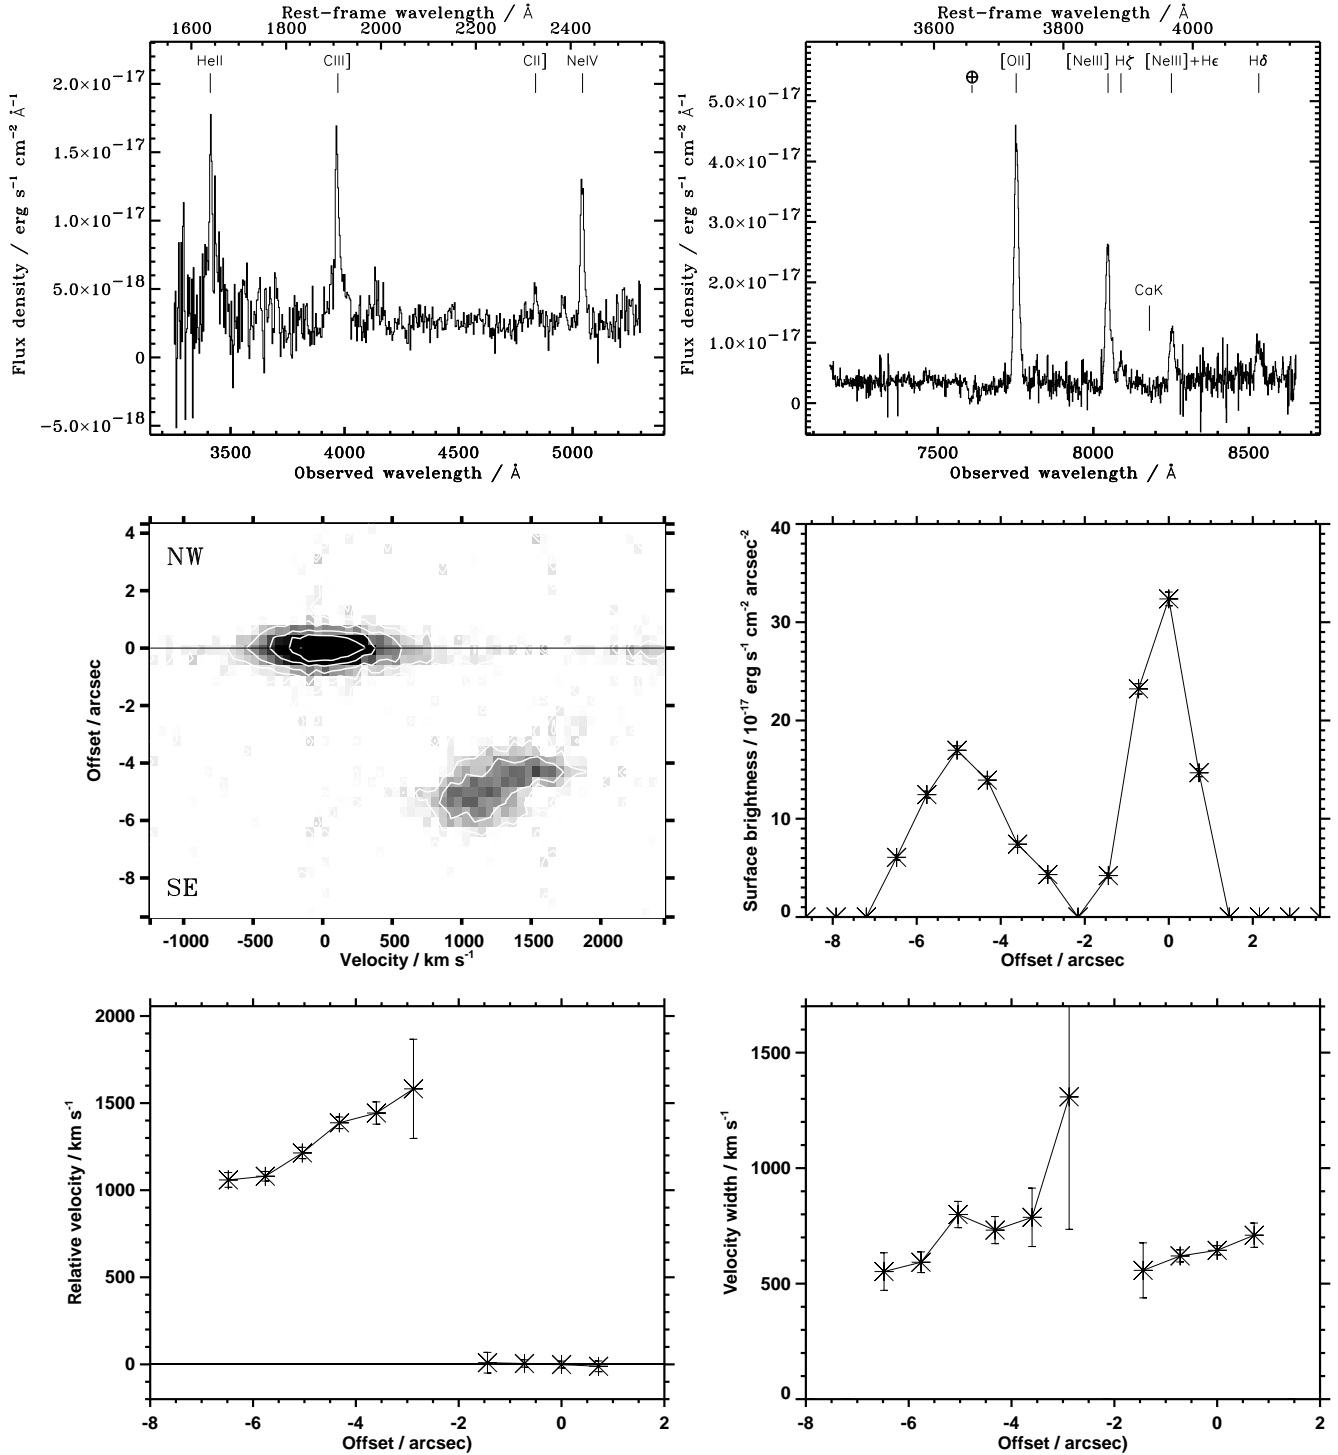 Rest-frame wavelength / Å
1600 1800 2000 2200 2400
HeII CIII] CII] NeIV
2.0×10⁻¹⁷
1.5×10⁻¹⁷
1.0×10⁻¹⁷
5.0×10⁻¹⁸
0
-5.0×10⁻¹⁸
Flux density / erg s⁻¹ cm⁻² Å⁻¹
3500 4000 4500 5000
Observed wavelength / Å
Rest-frame wavelength / Å
3600 3800 4000
⊕ [OII] [NeIII] Hζ [NeIII]+Hε Hδ
CaK
5.0×10⁻¹⁷
4.0×10⁻¹⁷
3.0×10⁻¹⁷
2.0×10⁻¹⁷
1.0×10⁻¹⁷
0
Flux density / erg s⁻¹ cm⁻² Å⁻¹
7500 8000 8500
Observed wavelength / Å
NW
SE
4
2
0
-2
-4
-6
-8
Offset / arcsec
-1000 -500 0 500 1000 1500 2000
Velocity / km s⁻¹
40
30
20
10
0
Surface brightness / 10⁻¹⁷ erg s⁻¹ cm⁻² arcsec⁻²
-8 -6 -4 -2 0 2
Offset / arcsec
2000
1500
1000
500
0
Relative velocity / km s⁻¹
-8 -6 -4 -2 0 2
Offset / arcsec)
1500
1000
500
0
Velocity width / km s⁻¹
-8 -6 -4 -2 0 2
Offset / arcsec)